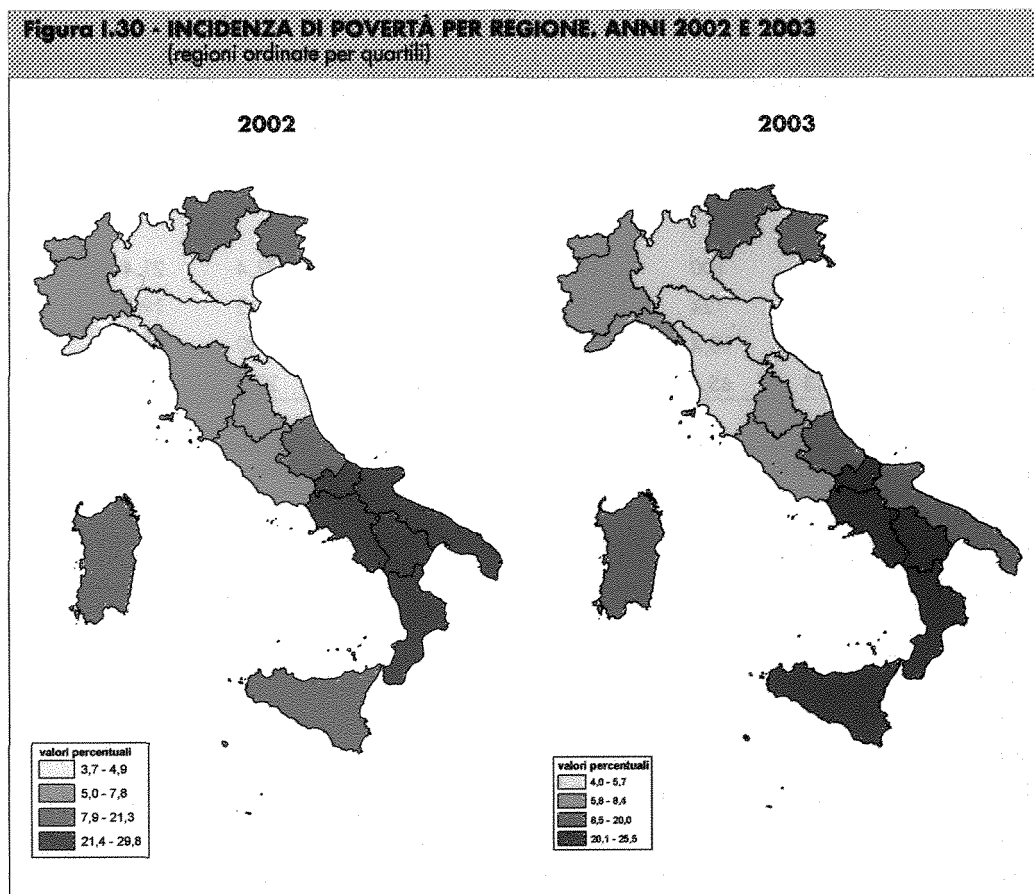 Figura I.30 - INCIDENZA DI POVERTÀ PER REGIONE. ANNI 2002 E 2003
(regioni ordinate per quartili)
2002
2003
valori percentuali
3,7 - 4,9
5,0 - 7,8
7,9 - 21,3
21,4 - 29,8
valori percentuali
4,0 - 5,7
5,8 - 8,4
8,5 - 20,0
20,1 - 25,5